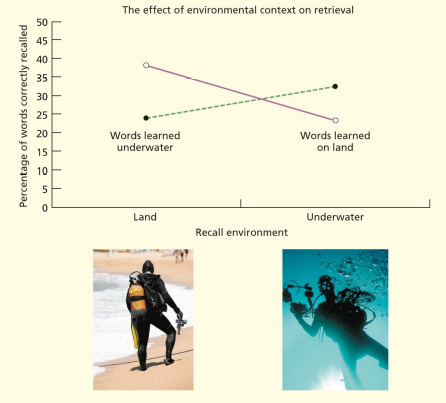 The effect of environmental context on retrieval
Percentage of words correctly recalled
50
45
40
35
30
25
20
15
10
5
0
Words learned
underwater
Words learned
on land
Land
Underwater
Recall environment